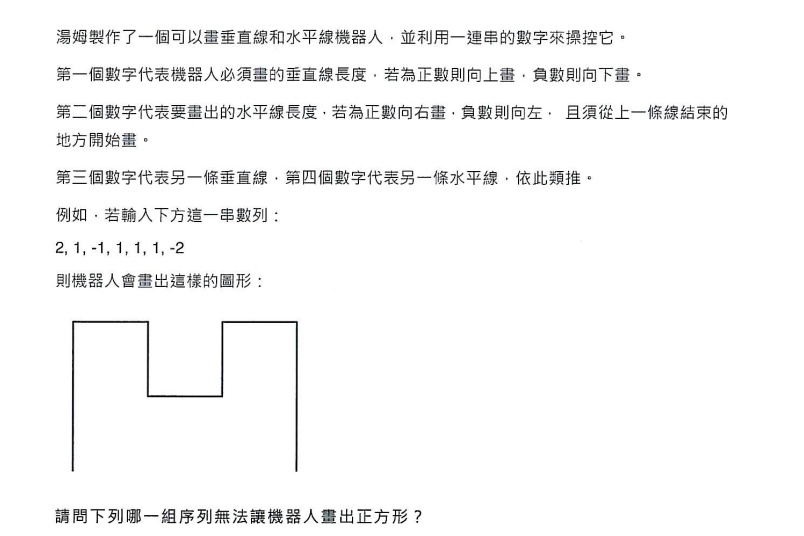 湯姆製作了一個可以畫垂直線和水平線機器人，並利用一連串的數字來操控它。
第一個數字代表機器人必須畫的垂直線長度，若為正數則向上畫，負數則向下畫。
第二個數字代表要畫出的水平線長度，若為正數向右畫，負數則向左， 且須從上一條線結束的
地方開始畫。
第三個數字代表另一條垂直線，第四個數字代表另一條水平線，依此類推。
例如，若輸入下方這一串數列：
2, 1, -1, 1, 1, 1, -2
則機器人會畫出這樣的圖形：
請問下列哪一組序列無法讓機器人畫出正方形？